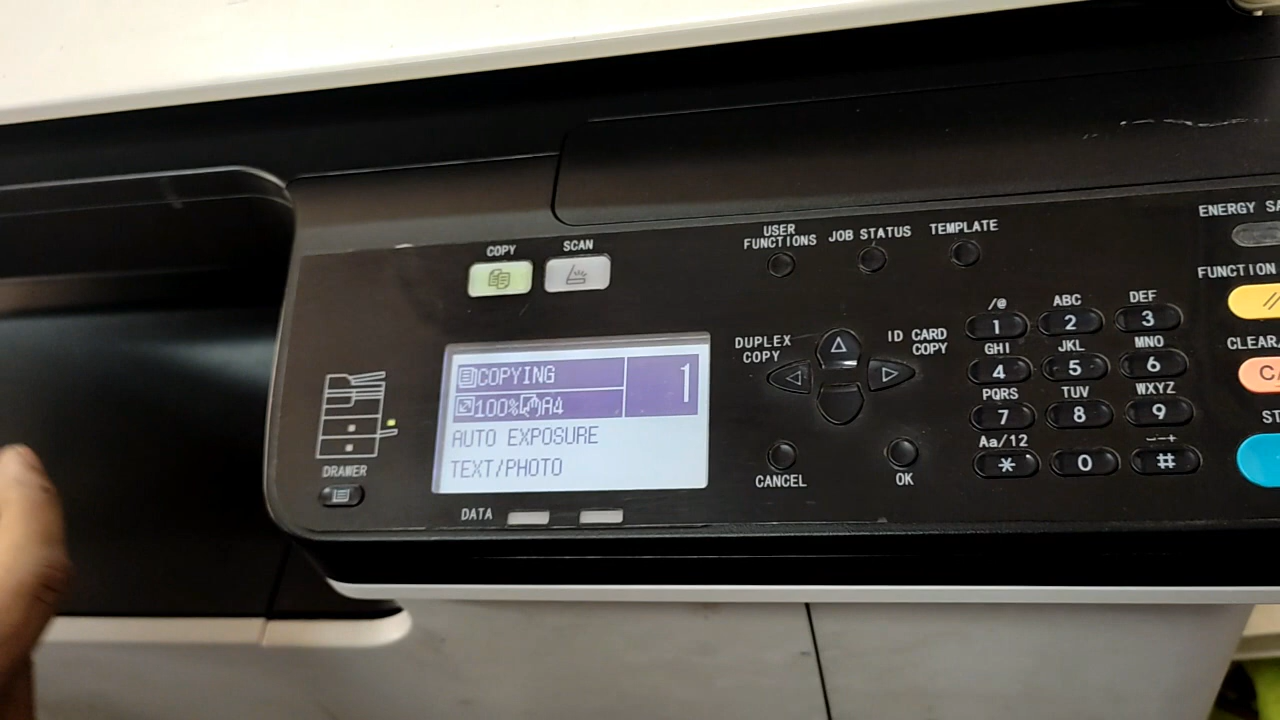 COPY
SCAN
USER
FUNCTIONS
JOB STATUS
TEMPLATE
ENERGY
FUNCTION
DUPLEX
COPY
ID CARD
COPY
COPYING
1
100% A4
AUTO EXPOSURE
TEXT/PHOTO
DRAWER
DATA
CANCEL
OK
/@
ABC
DEF
1
2
3
GHI
JKL
MNO
4
5
6
PQRS
TUV
WXYZ
7
8
9
Aa/12
*
0
#
CLEAR/